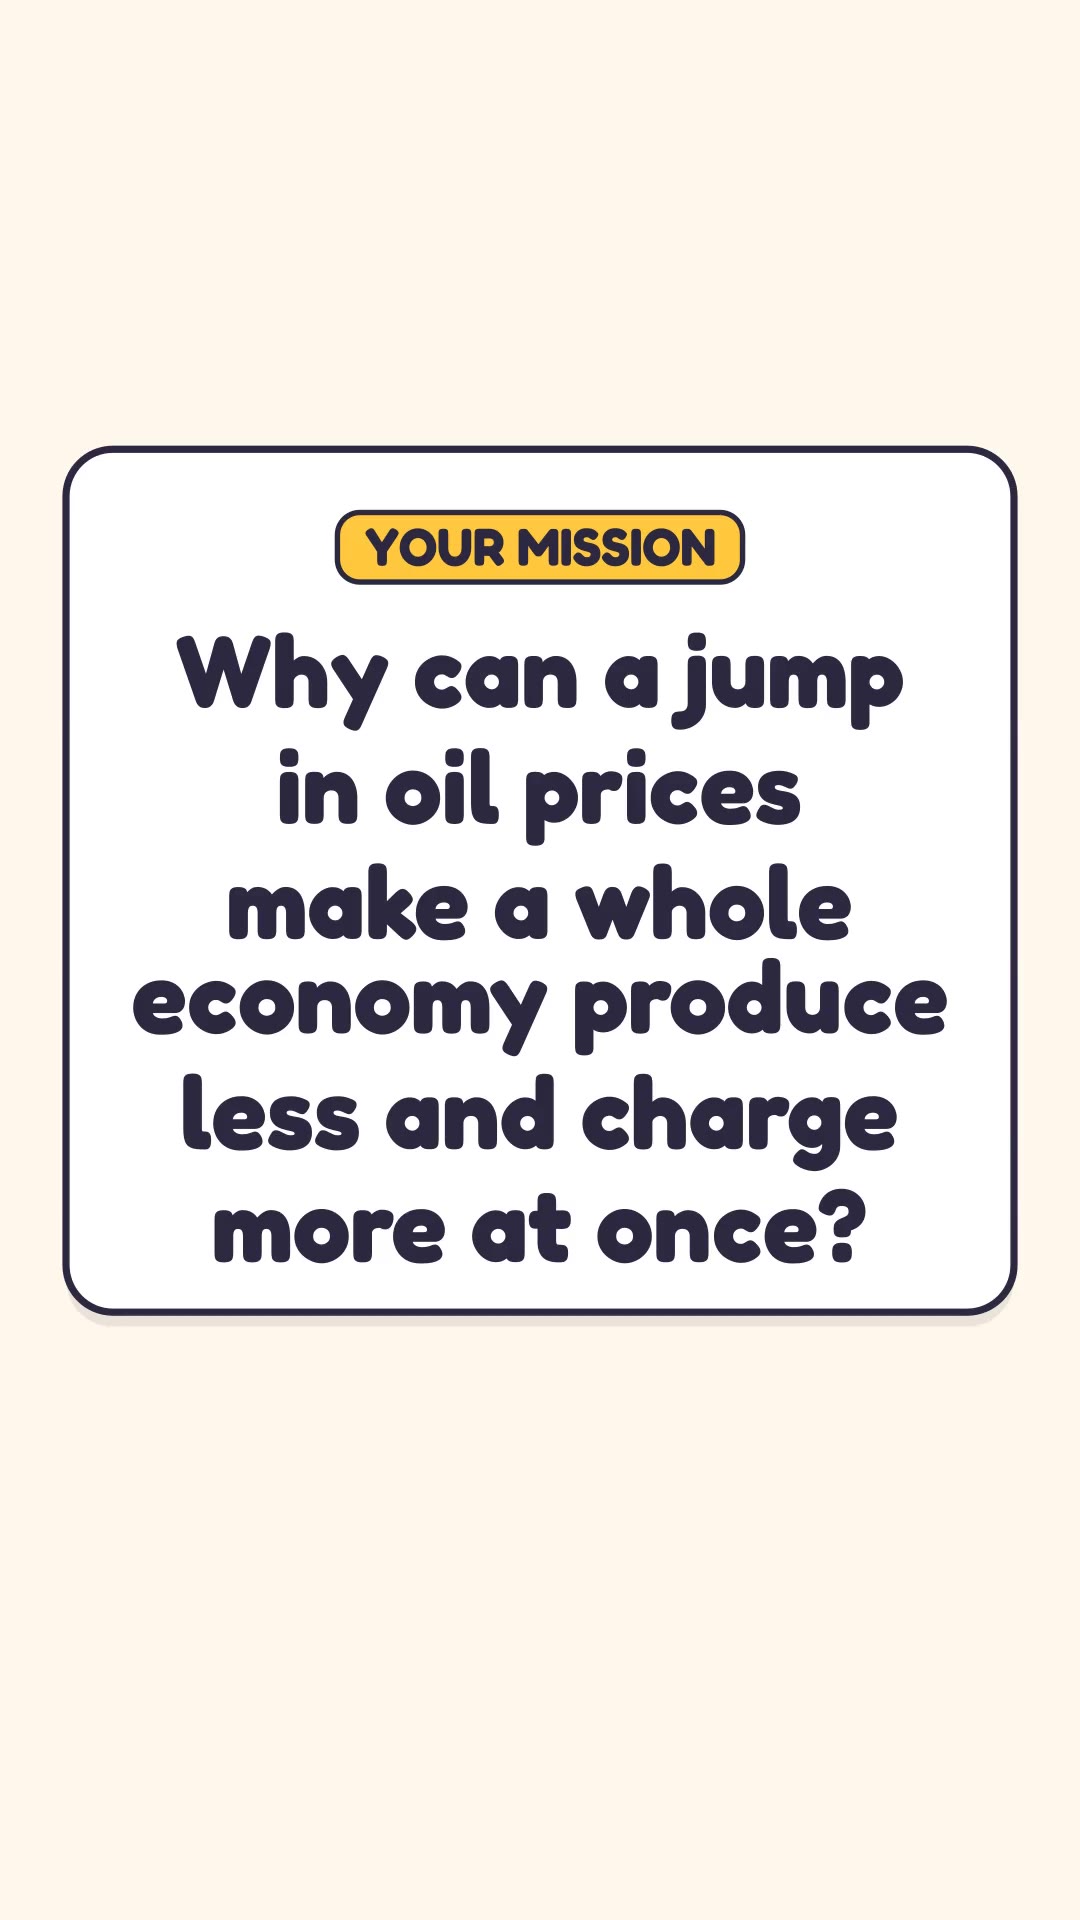 YOUR MISSION
Why can a jump
in oil prices
make a whole
economy produce
less and charge
more at once?